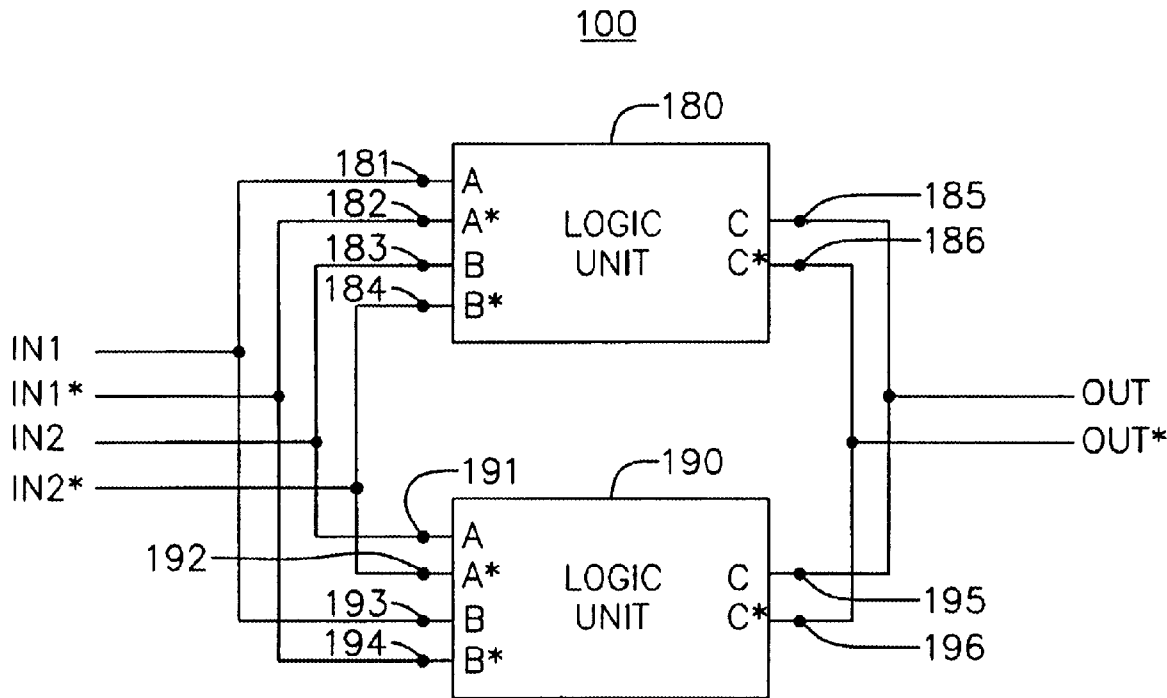 100
180
181
A
182
A*
183
B
184
B*
LOGIC
UNIT
C
185
C*
186
IN1
IN1*
IN2
IN2*
OUT
OUT*
190
191
A
192
A*
193
B
194
B*
LOGIC
UNIT
C
195
C*
196